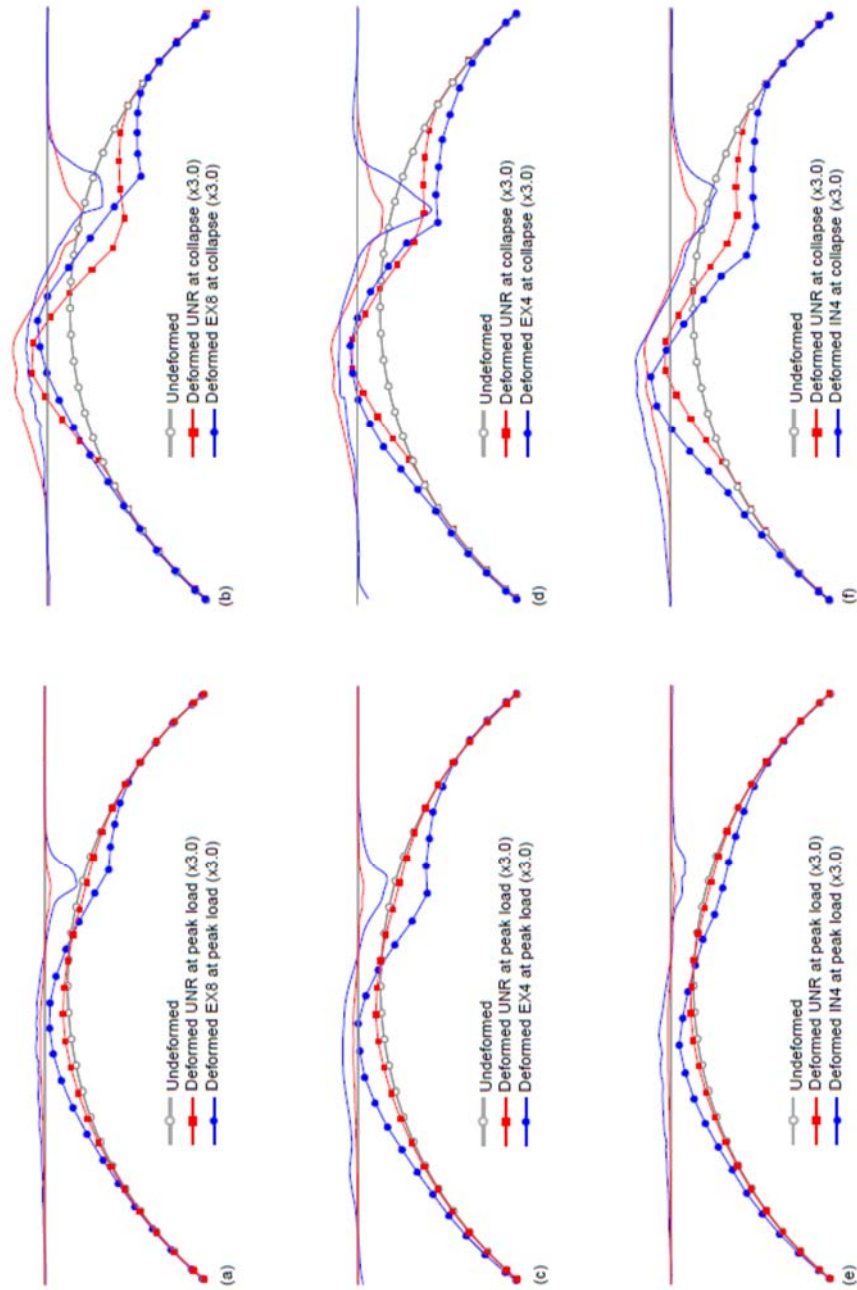 Undeformed
Deformed UNR at peak load (x3.0)
Deformed EX8 at peak load (x3.0)
(a)
Undeformed
Deformed UNR at collapse (x3.0)
Deformed EX8 at collapse (x3.0)
(b)
Undeformed
Deformed UNR at peak load (x3.0)
Deformed EX4 at peak load (x3.0)
(c)
Undeformed
Deformed UNR at collapse (x3.0)
Deformed EX4 at collapse (x3.0)
(d)
Undeformed
Deformed UNR at peak load (x3.0)
Deformed IN4 at peak load (x3.0)
(e)
Undeformed
Deformed UNR at collapse (x3.0)
Deformed IN4 at collapse (x3.0)
(f)